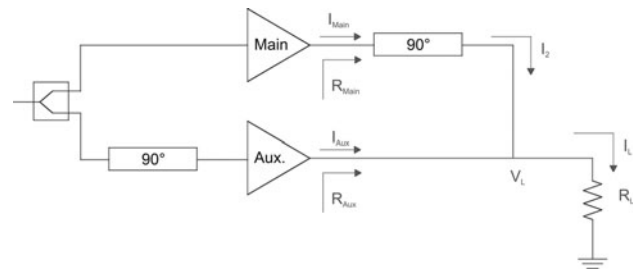 I_Main
Main
90°
I_2
R_Main
I_Aux
I_L
90°
Aux.
V_L
R_L
R_Aux